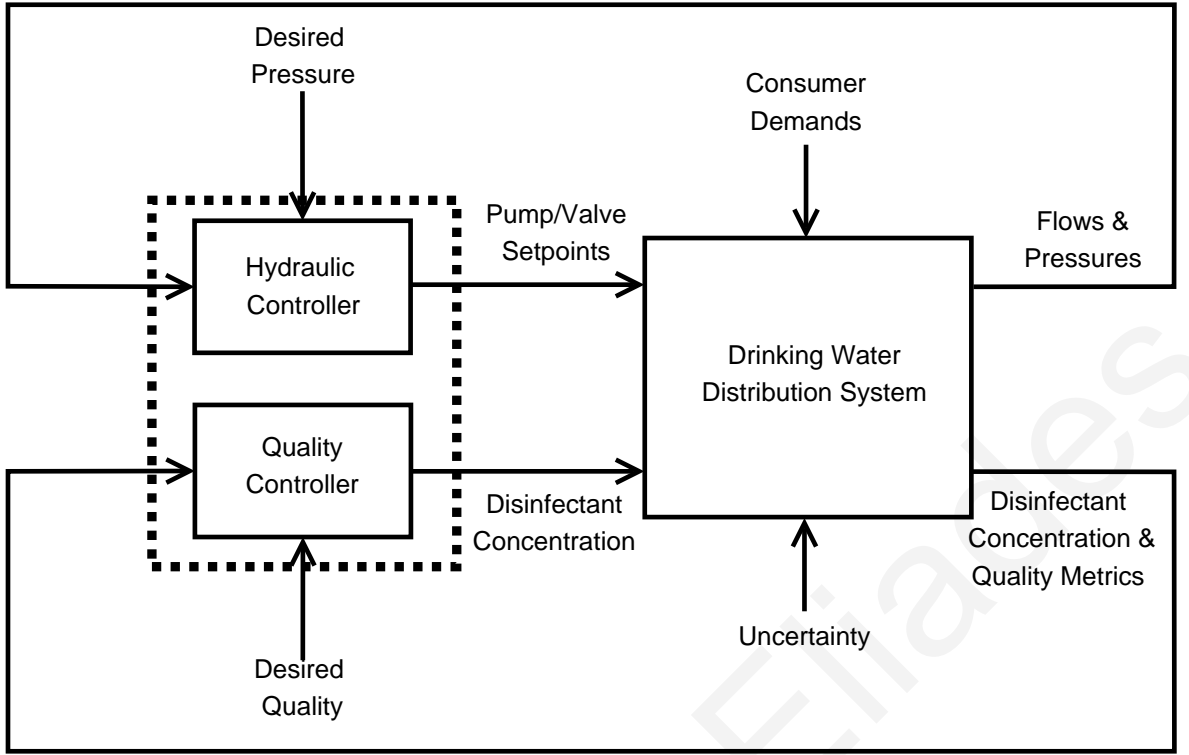 Desired
Pressure
Consumer
Demands
Pump/Valve
Setpoints
Flows &
Pressures
Hydraulic
Controller
Drinking Water
Distribution System
Quality
Controller
Disinfectant
Concentration
Disinfectant
Concentration &
Quality Metrics
Uncertainty
Desired
Quality
Eliades